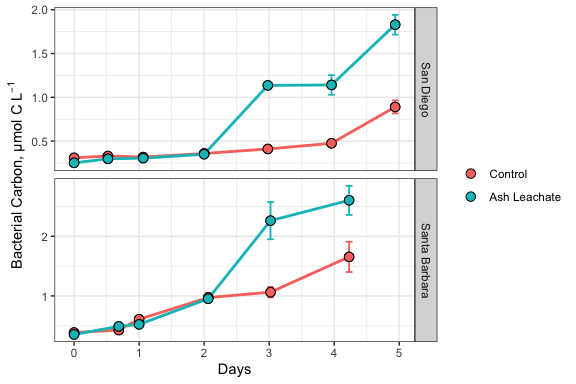 2.0
1.5
1.0
0.5
San Diego
2
1
Santa Barbara
0 1 2 3 4 5
Days
Bacterial Carbon, μmol C L⁻¹
Control
Ash Leachate